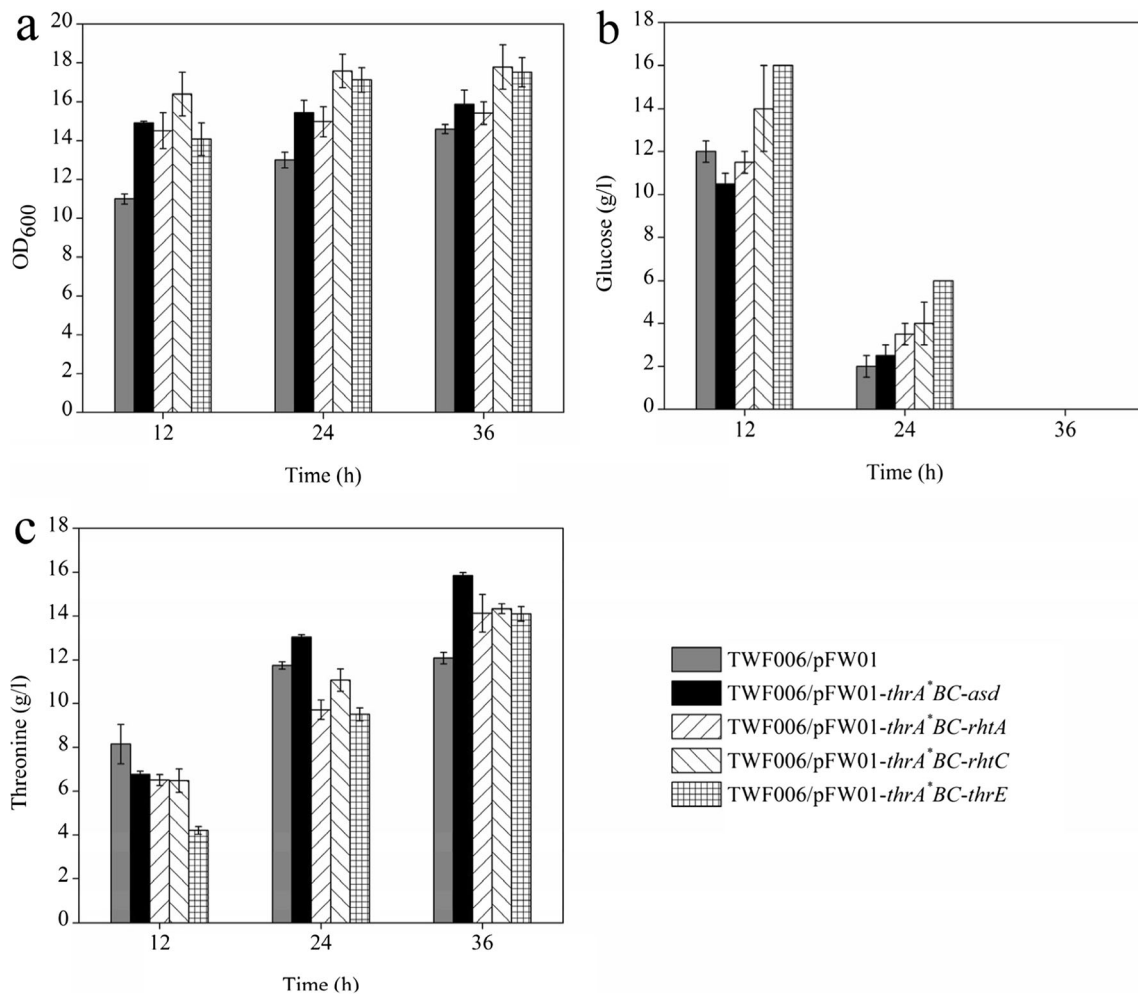 a
20
18
16
14
12
10
8
6
4
2
0
OD600
12 24 36
Time (h)
b
18
16
14
12
10
8
6
4
2
0
Glucose (g/l)
12 24 36
Time (h)
c
18
16
14
12
10
8
6
4
2
0
Threonine (g/l)
12 24 36
Time (h)
TWF006/pFW01
TWF006/pFW01-thrA*BC-asd
TWF006/pFW01-thrA*BC-rhtA
TWF006/pFW01-thrA*BC-rhtC
TWF006/pFW01-thrA*BC-thrE